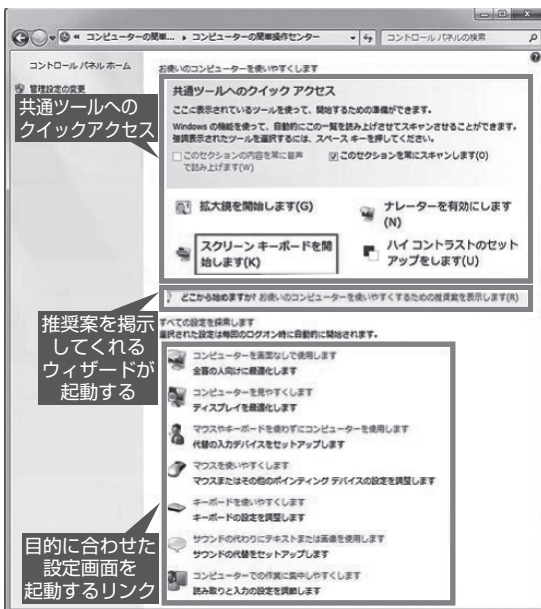 « コンピューターの簡単... ▸ コンピューターの簡単操作センター
コントロール パネルの検索
コントロール パネル ホーム
管理設定の変更
お使いのコンピューターを使いやすくします
共通ツールへのクイック アクセス
ここに表示されているツールを使って、開始するための準備ができます。
Windows の機能を使って、自動的にこの一覧を読み上げさせてスキャンさせることができます。
強調表示されたツールを選択するには、スペース キーを押してください。
このセクションの内容を常に音声
で読み上げます(W)
このセクションを常にスキャンします(O)
拡大鏡を開始します(G)
ナレーターを有効にします
(N)
スクリーン キーボードを開
始します(K)
ハイ コントラストのセット
アップをします(U)
どこから始めますか? お使いのコンピューターを使いやすくするための推奨案を表示します(R)
すべての設定を探索します
選択された設定は毎回のログオン時に自動的に開始されます。
コンピューターを画面なしで使用します
全盲の人向けに最適化します
コンピューターを見やすくします
ディスプレイを最適化します
マウスやキーボードを使わずにコンピューターを使用します
代替の入力デバイスをセットアップします
マウスを使いやすくします
マウスまたはその他のポインティング デバイスの設定を調整します
キーボードを使いやすくします
キーボードの設定を調整します
サウンドの代わりにテキストまたは画像を使用します
サウンドの代替をセットアップします
コンピューターでの作業に集中しやすくします
読み取りと入力の設定を調節します
共通ツールへの
クイックアクセス
推奨案を掲示
してくれる
ウィザードが
起動する
目的に合わせた
設定画面を
起動するリンク